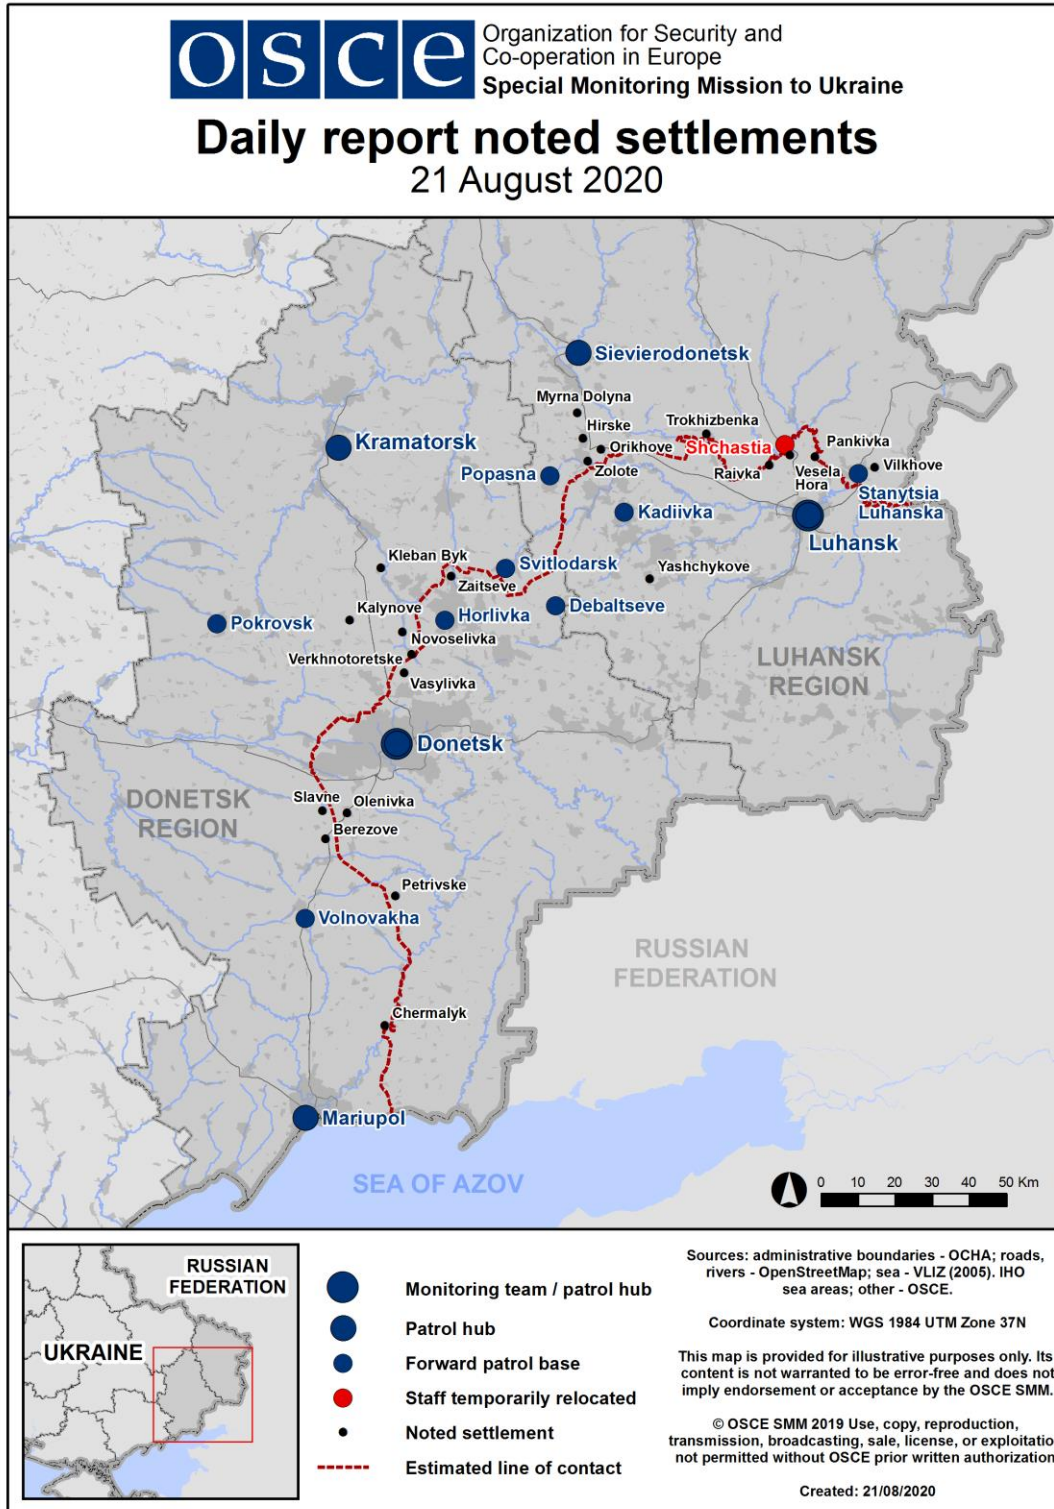 osce
Organization for Security and
Co-operation in Europe
Special Monitoring Mission to Ukraine
Daily report noted settlements
21 August 2020
Sievierodonetsk
Myrna Dolyna
Trokhizbenka
Hirske
Kramatorsk
Orikhove
Shchastia
Pankivka
Popasna
Zolote
Raivka
Vesela
Hora
Vilkhove
Stanytsia
Luhanska
Kadiivka
Luhansk
Kleban Byk
Svitlodarsk
Zaitseve
Yashchykove
Kalynove
Horlivka
Debaltseve
Pokrovsk
Novoselivka
Verkhnotoretske
Vasylivka
LUHANSK
REGION
Donetsk
DONETSK
REGION
Slavne
Olenivka
Berezove
Petrivske
Volnovakha
RUSSIAN
FEDERATION
Chermalyk
Mariupol
SEA OF AZOV
0 10 20 30 40 50 Km
RUSSIAN
FEDERATION
UKRAINE
Monitoring team / patrol hub
Patrol hub
Forward patrol base
Staff temporarily relocated
Noted settlement
Estimated line of contact
Sources: administrative boundaries - OCHA; roads,
rivers - OpenStreetMap; sea - VLIZ (2005). IHO
sea areas; other - OSCE.
Coordinate system: WGS 1984 UTM Zone 37N
This map is provided for illustrative purposes only. Its
content is not warranted to be error-free and does not
imply endorsement or acceptance by the OSCE SMM.
© OSCE SMM 2019 Use, copy, reproduction,
transmission, broadcasting, sale, license, or exploitatio
not permitted without OSCE prior written authorization
Created: 21/08/2020